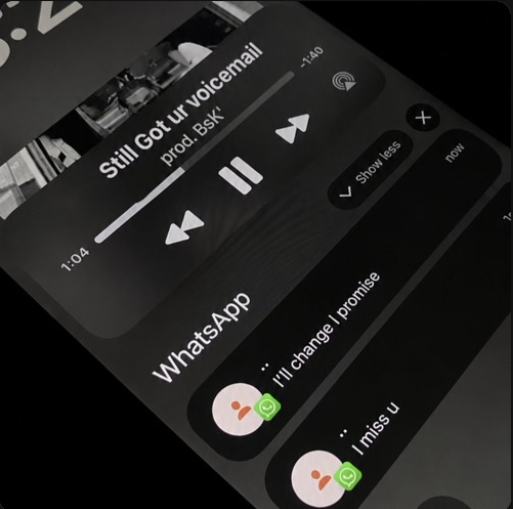 Still Got ur voicemail
prod. BsK'
1:04
-1:40
Show less
WhatsApp
now
..
I'll change I promise
..
I miss u